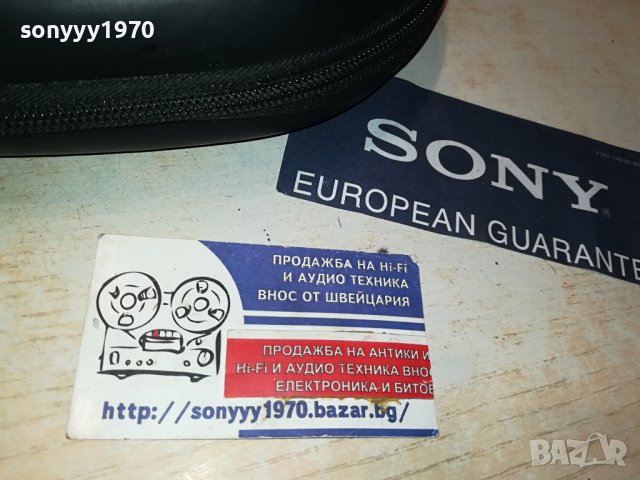 sonyyy1970
SONY
EUROPEAN GUARANTE
ПРОДАЖБА НА Hi-Fi
И АУДИО ТЕХНИКА
ВНОС ОТ ШВЕЙЦАРИЯ
ПРОДАЖБА НА АНТИКИ И
Hi-Fi И АУДИО ТЕХНИКА ВНОС
ЕЛЕКТРОНИКА И БИТОВ
http://sonyyy1970.bazar.bg/
BAZAR